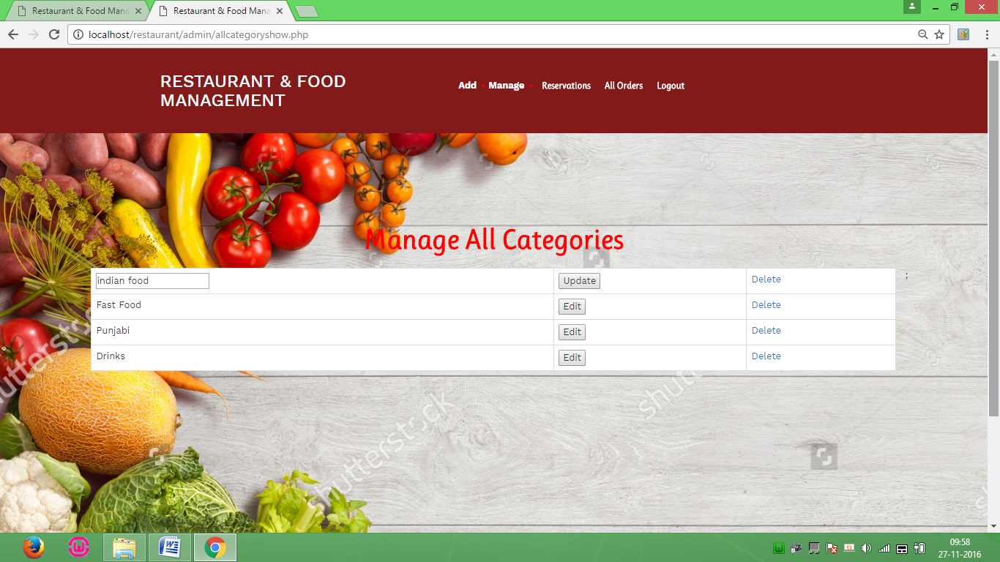 Restaurant & Food Mana
Restaurant & Food Mana
localhost/restaurant/admin/allcategoryshow.php
RESTAURANT & FOOD
MANAGEMENT
Add Manage Reservations All Orders Logout
Manage All Categories
indian food Update Delete ;
Fast Food Edit Delete
Punjabi Edit Delete
Drinks Edit Delete
shutterstock
shutterstock
shutt
09:58
27-11-2016